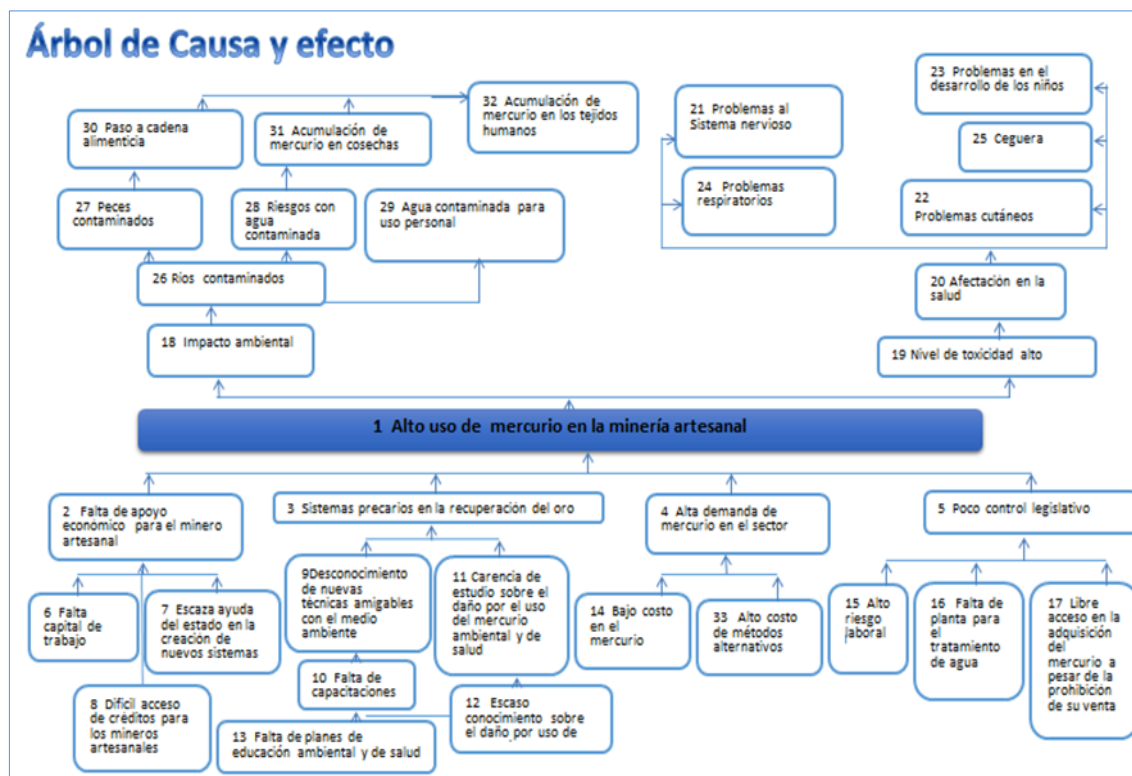 Árbol de Causa y efecto
23 Problemas en el
desarrollo de los niños
32 Acumulación de
mercurio en los tejidos
humanos
21 Problemas al
Sistema nervioso
30 Paso a cadena
alimenticia
31 Acumulación de
mercurio en cosechas
25 Ceguera
24 Problemas
respiratorios
27 Peces
contaminados
28 Riesgos con
agua
contaminada
29 Agua contaminada para
uso personal
22
Problemas cutáneos
26 Ríos contaminados
20 Afectación en la
salud
18 Impacto ambiental
19 Nivel de toxicidad alto
1 Alto uso de mercurio en la minería artesanal
2 Falta de apoyo
económico para el minero
artesanal
3 Sistemas precarios en la recuperación del oro
4 Alta demanda de
mercurio en el sector
5 Poco control legislativo
6 Falta
capital de
trabajo
7 Escaza ayuda
del estado en la
creación de
nuevos sistemas
9Desconocimiento
de nuevas
técnicas amigables
con el medio
ambiente
11 Carencia de
estudio sobre el
daño por el uso
del mercurio
ambiental y de
salud
14 Bajo costo
en el
mercurio
33 Alto costo
de métodos
alternativos
15 Alto
riesgo
laboral
16 Falta de
planta para
el
tratamiento
de agua
17 Libre
acceso en la
adquisición
del
mercurio a
pesar de la
prohibición
de su venta
8 Difícil acceso
de créditos para
los mineros
artesanales
10 Falta de
capacitaciones
12 Escaso
conocimiento sobre
el daño por uso de
13 Falta de planes de
educación ambiental y de salud